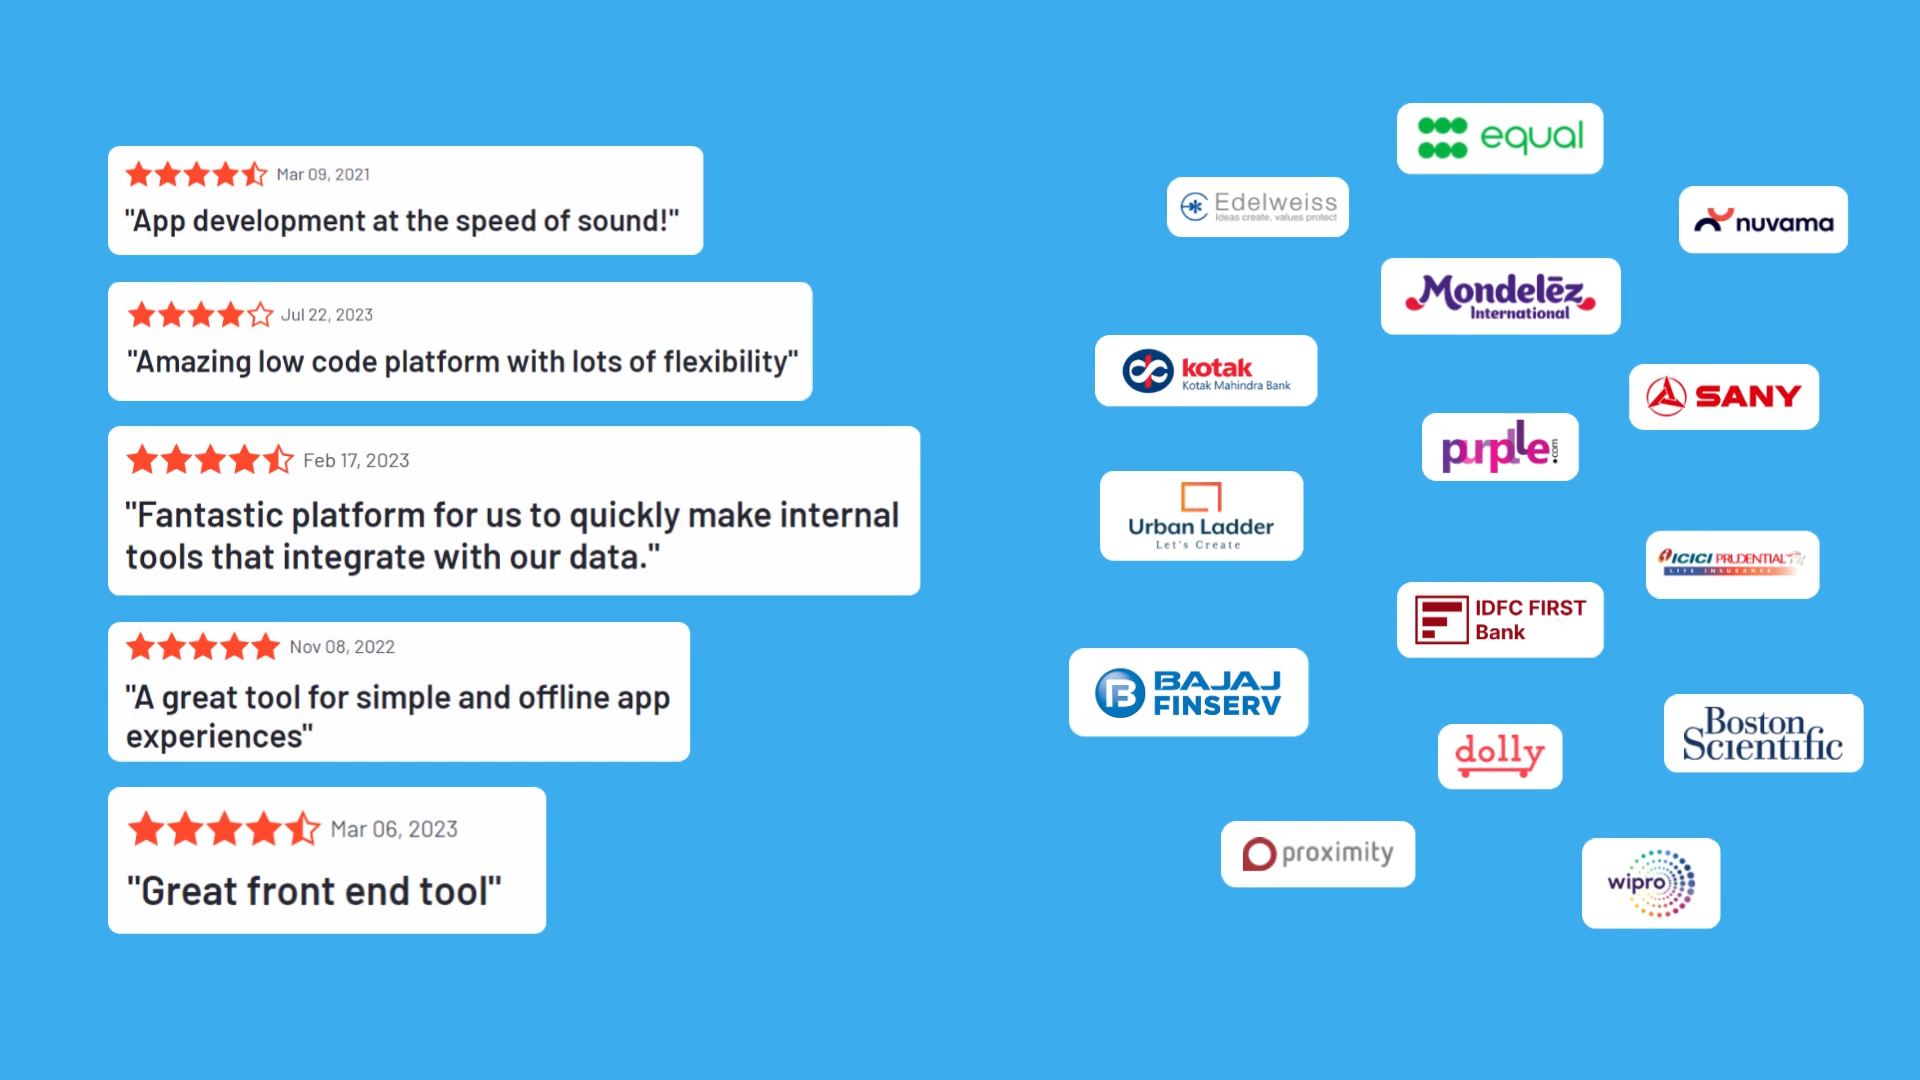 Mar 09, 2021
"App development at the speed of sound!"
Jul 22, 2023
"Amazing low code platform with lots of flexibility"
Feb 17, 2023
"Fantastic platform for us to quickly make internal
tools that integrate with our data."
Nov 08, 2022
"A great tool for simple and offline app
experiences"
Mar 06, 2023
"Great front end tool"
equal
Edelweiss
Ideas create, values protect
nuvama
Mondelēz
International
kotak
Kotak Mahindra Bank
SANY
purplle.com
Urban Ladder
Let's Create
ICICI PRUDENTIAL
LIFE INSURANCE
IDFC FIRST
Bank
BAJAJ
FINSERV
Boston
Scientific
dolly
proximity
wipro